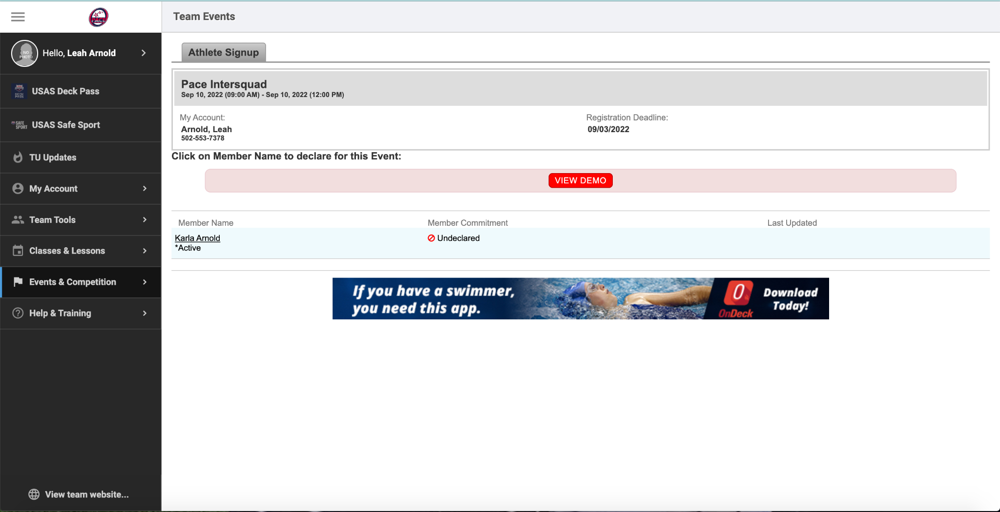 Team Events
PACE
NO
PHOTO
Hello, Leah Arnold
DECK
PASS
USAS Deck Pass
SAFE
SPORT
USAS Safe Sport
TU Updates
My Account
Team Tools
Classes & Lessons
Events & Competition
Help & Training
View team website...
Athlete Signup
Pace Intersquad
Sep 10, 2022 (09:00 AM) - Sep 10, 2022 (12:00 PM)
My Account:
Arnold, Leah
502-553-7378
Registration Deadline:
09/03/2022
Click on Member Name to declare for this Event:
VIEW DEMO
Member Name Member Commitment Last Updated
Karla Arnold Undeclared
*Active
If you have a swimmer,
you need this app.
O
OnDeck
Download
Today!